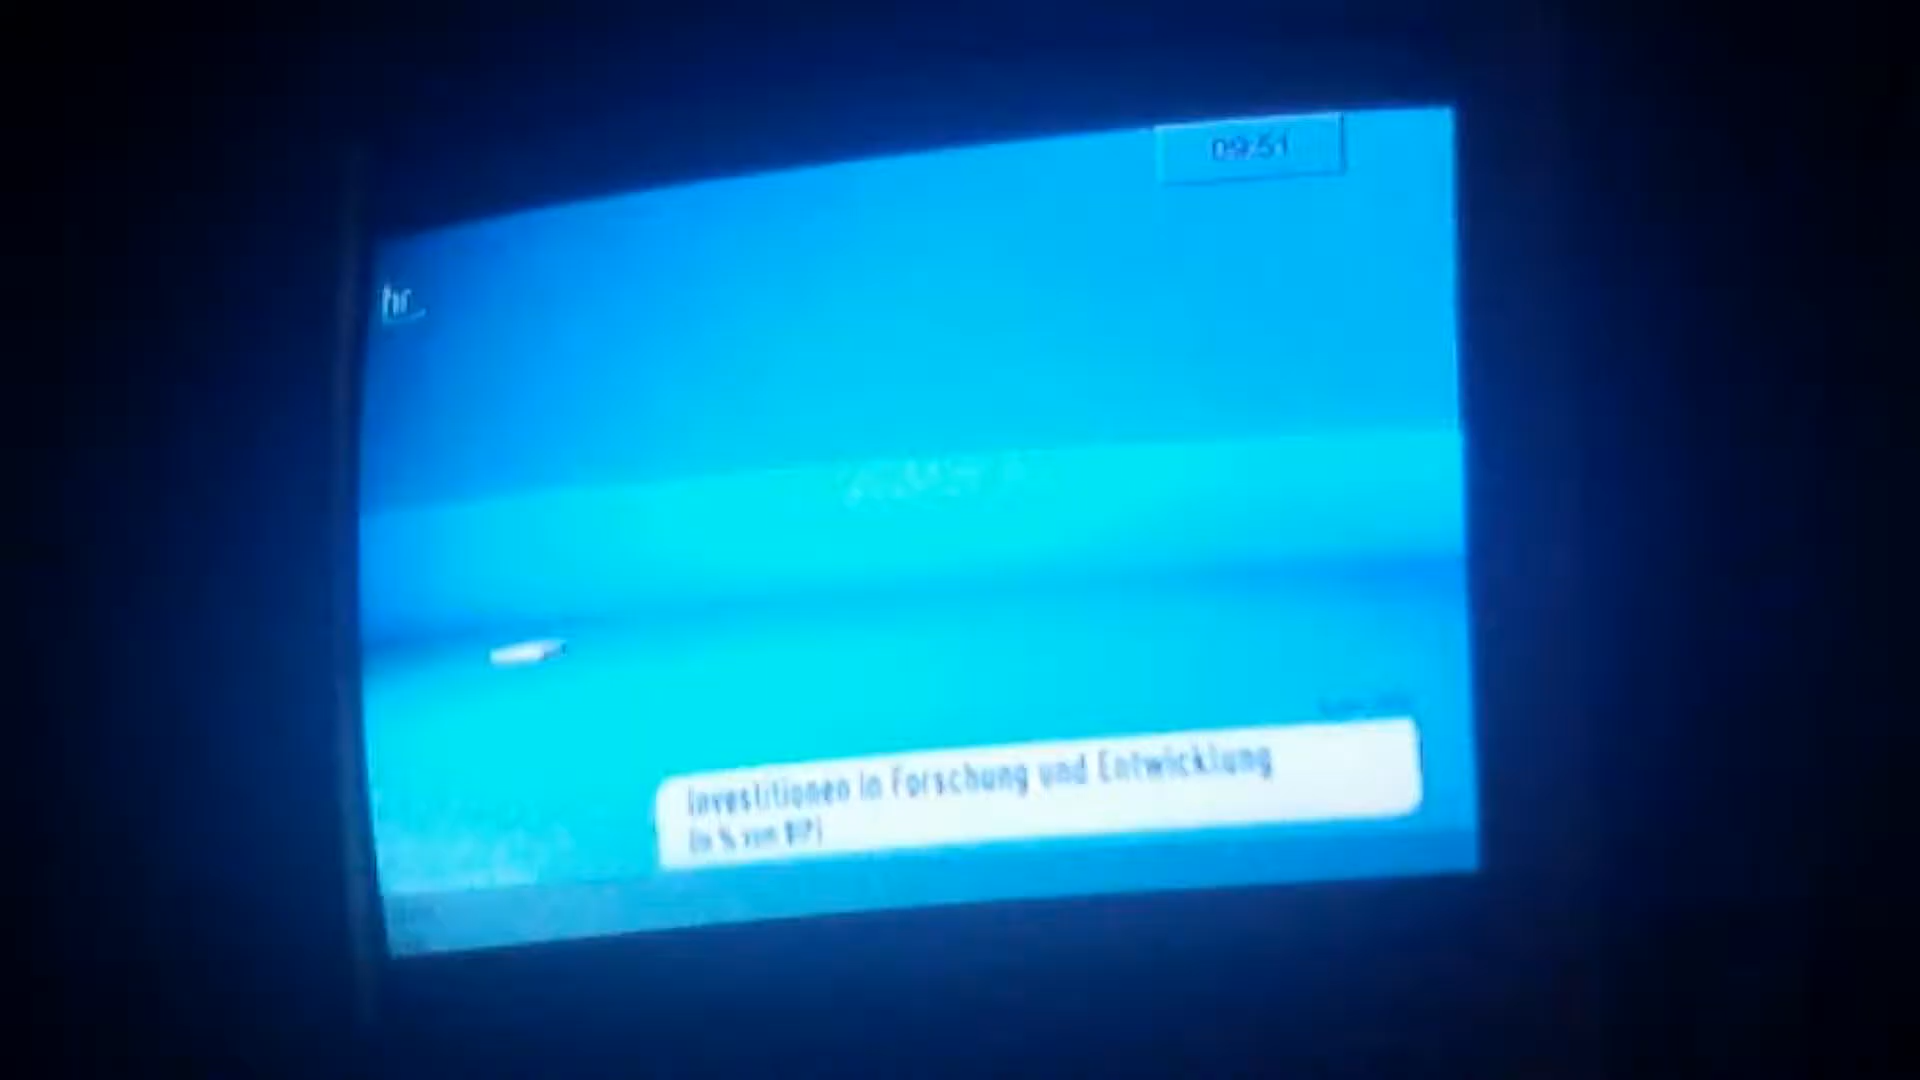 09:51
hr
Investitionen in Forschung und Entwicklung
(in % vom BIP)